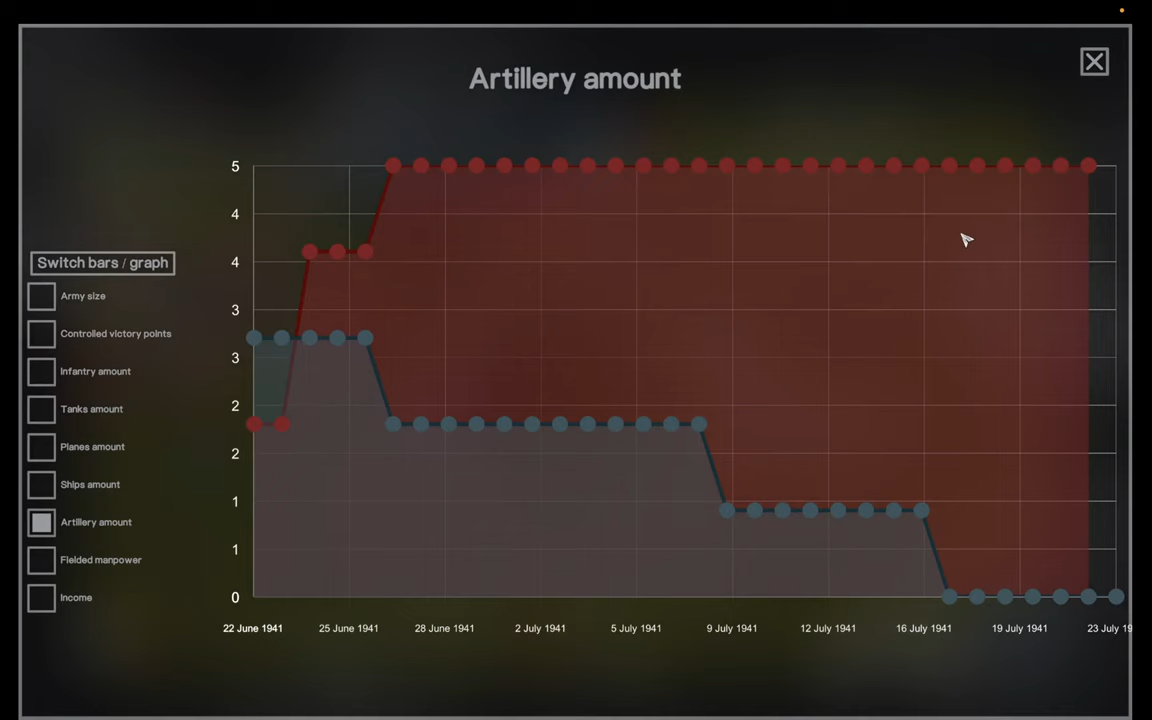 Artillery amount
5
4
4
3
3
2
2
1
1
0
Switch bars / graph
Army size
Controlled victory points
Infantry amount
Tanks amount
Planes amount
Ships amount
Artillery amount
Fielded manpower
Income
22 June 1941 25 June 1941 28 June 1941 2 July 1941 5 July 1941 9 July 1941 12 July 1941 16 July 1941 19 July 1941 23 July 19